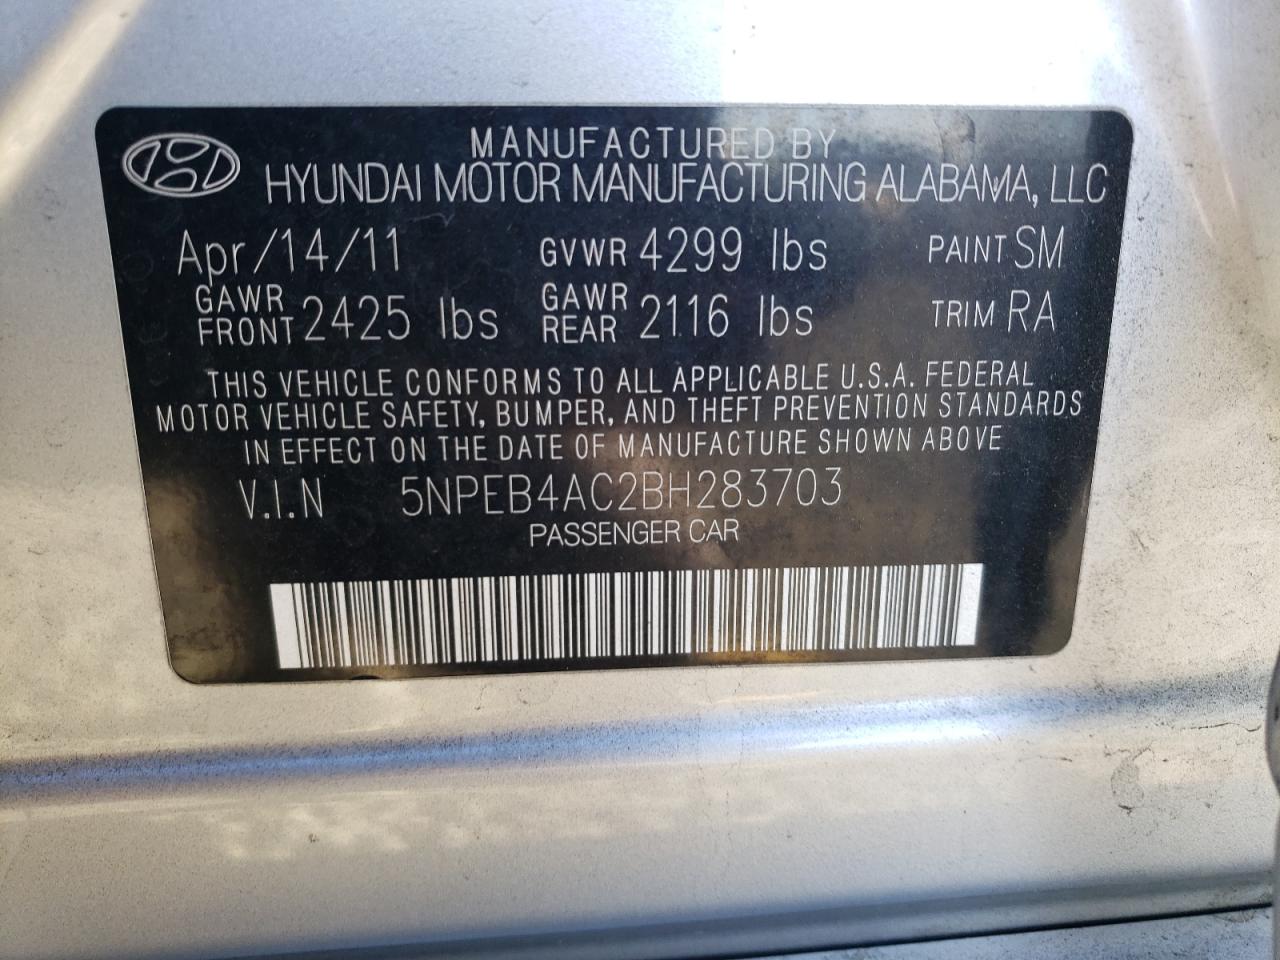 MANUFACTURED BY
HYUNDAI MOTOR MANUFACTURING ALABAMA, LLC
Apr/14/11 GVWR 4299 lbs PAINT SM
GAWR FRONT 2425 lbs GAWR REAR 2116 lbs TRIM RA
THIS VEHICLE CONFORMS TO ALL APPLICABLE U.S.A. FEDERAL
MOTOR VEHICLE SAFETY, BUMPER, AND THEFT PREVENTION STANDARDS
IN EFFECT ON THE DATE OF MANUFACTURE SHOWN ABOVE
V.I.N 5NPEB4AC2BH283703
PASSENGER CAR